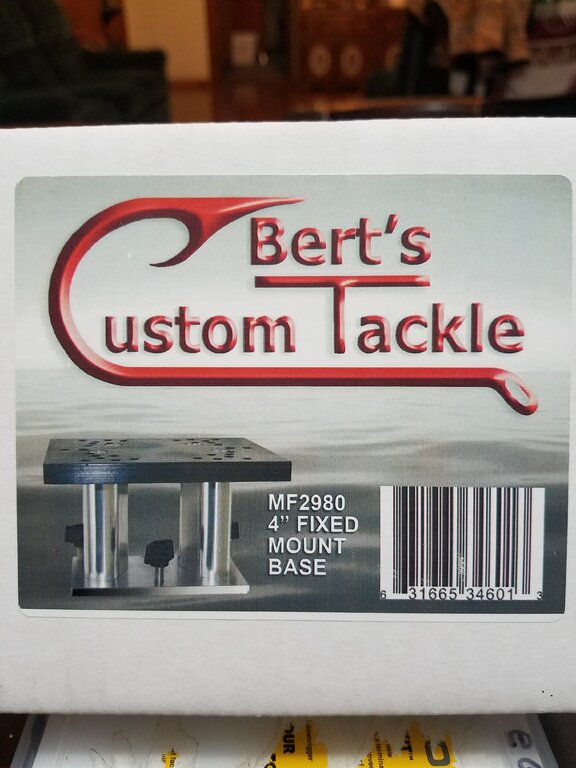 Bert's
Custom Tackle
MF2980
4" FIXED
MOUNT
BASE
6 31665 34601 3